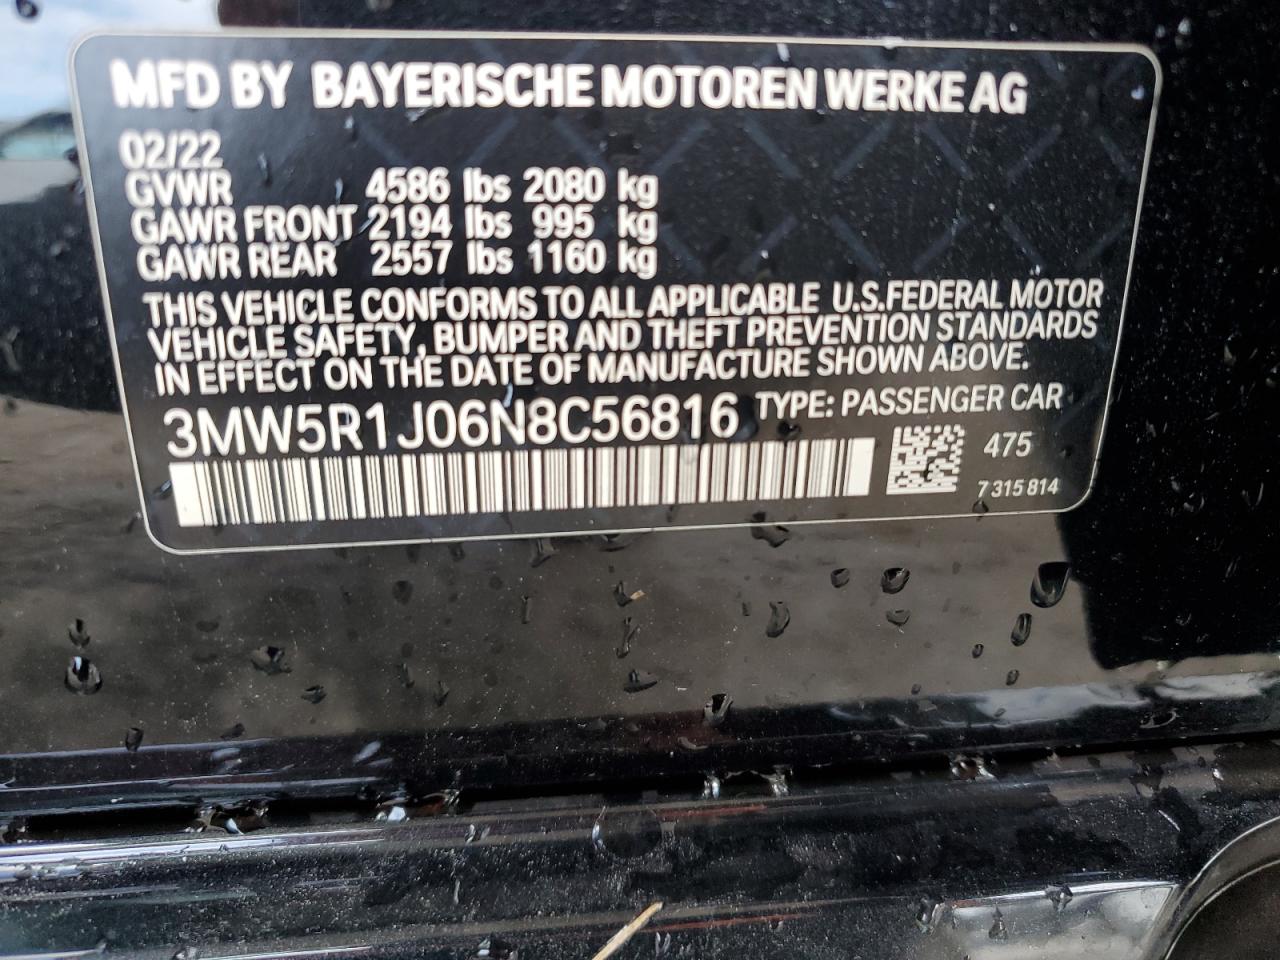 MFD BY BAYERISCHE MOTOREN WERKE AG
02/22
GVWR 4586 lbs 2080 kg
GAWR FRONT 2194 lbs 995 kg
GAWR REAR 2557 lbs 1160 kg
THIS VEHICLE CONFORMS TO ALL APPLICABLE U.S.FEDERAL MOTOR
VEHICLE SAFETY, BUMPER AND THEFT PREVENTION STANDARDS
IN EFFECT ON THE DATE OF MANUFACTURE SHOWN ABOVE.
3MW5R1J06N8C56816 TYPE: PASSENGER CAR
475
7 315 814